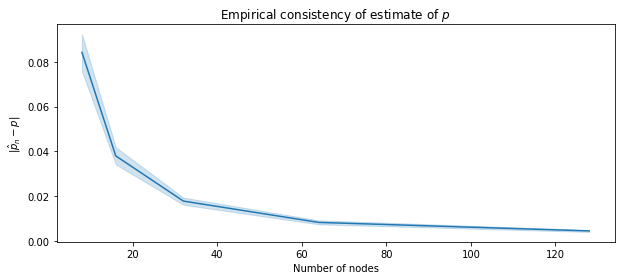 Empirical consistency of estimate of p
|p̂ₙ − p|
0.08
0.06
0.04
0.02
0.00
20 40 60 80 100 120
Number of nodes